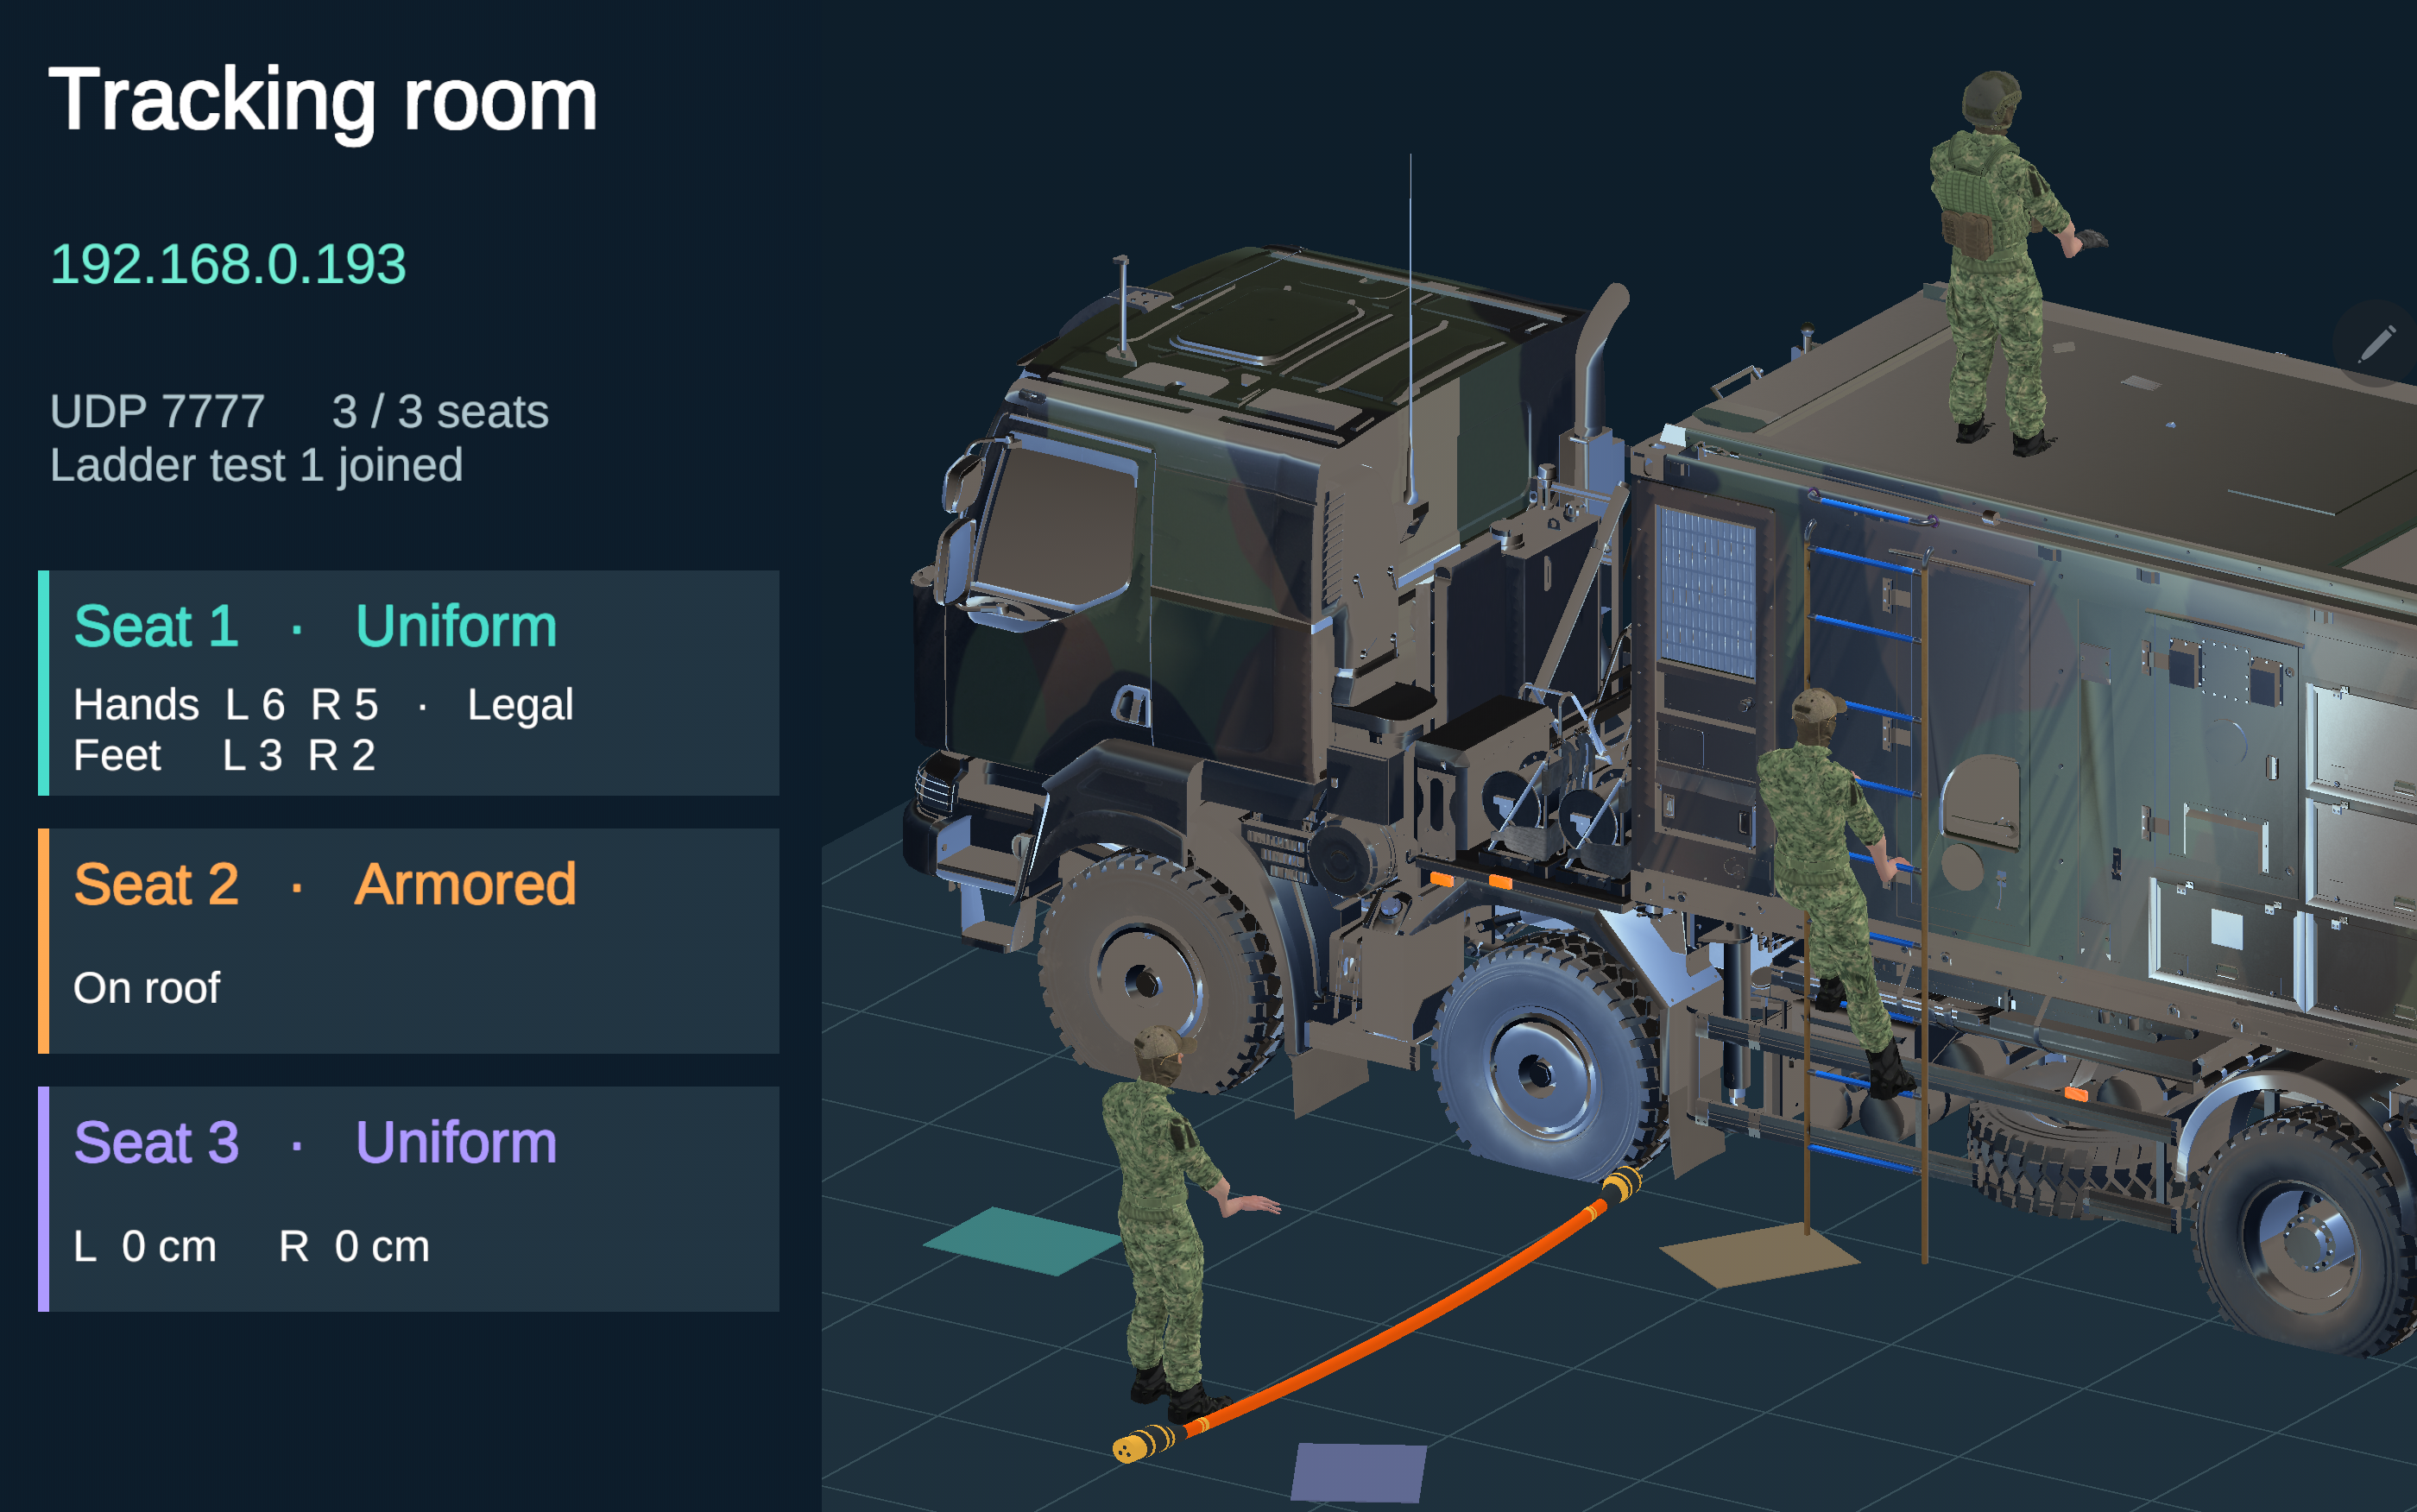 Tracking room
192.168.0.193
UDP 7777 3 / 3 seats
Ladder test 1 joined
Seat 1 · Uniform
Hands L 6 R 5 · Legal
Feet L 3 R 2
Seat 2 · Armored
On roof
Seat 3 · Uniform
L 0 cm R 0 cm